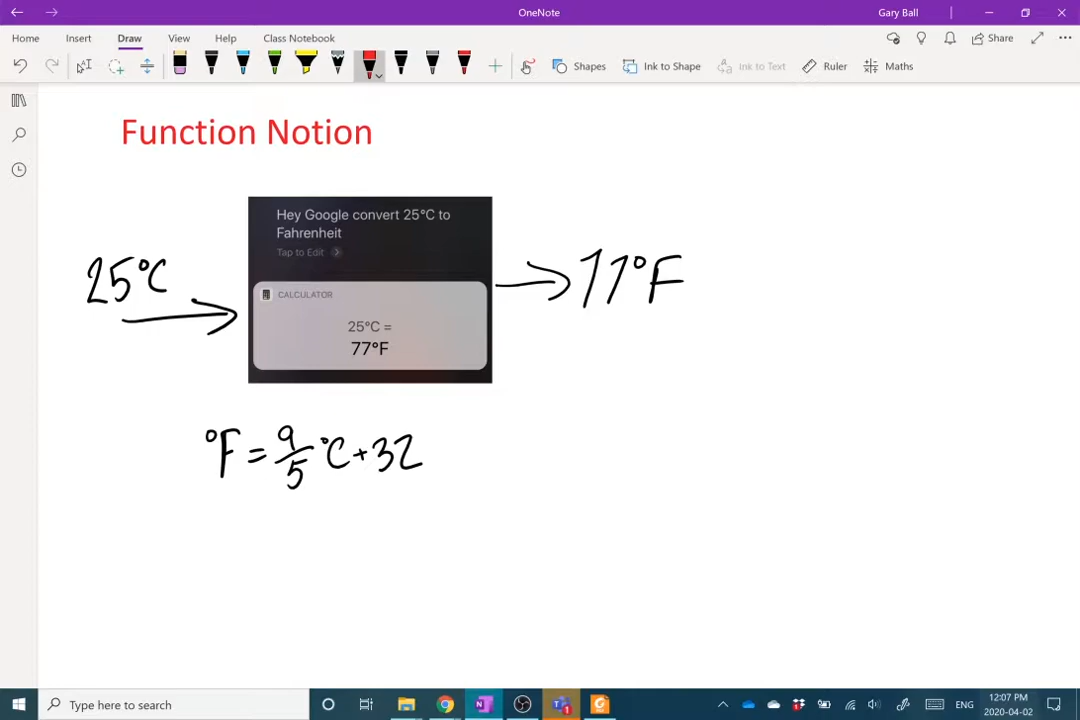 OneNote
Gary Ball
Home Insert Draw View Help Class Notebook
Share
Shapes Ink to Shape Ink to Text Ruler Maths
Function Notion
Hey Google convert 25°C to
Fahrenheit
Tap to Edit
25°C
77°F
CALCULATOR
25°C =
77°F
°F = 9/5 °C + 32
Type here to search
ENG
12:07 PM
2020-04-02